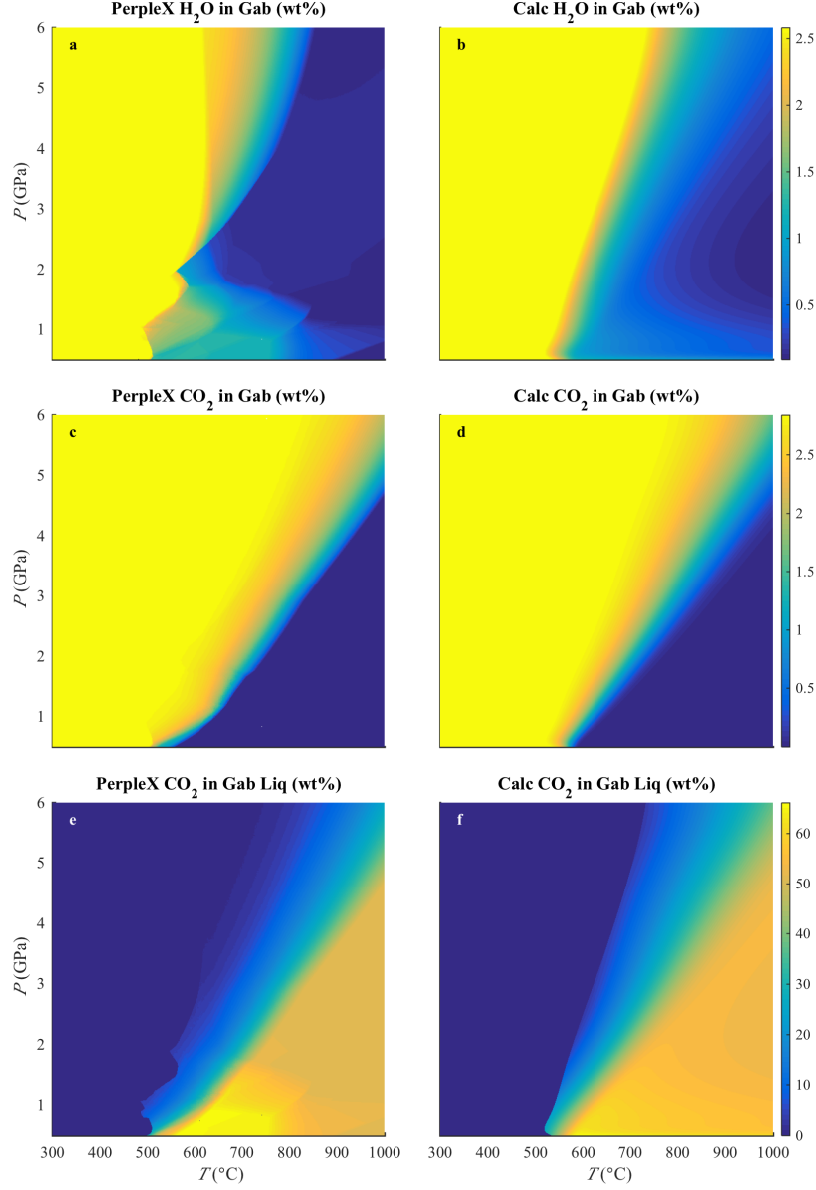 PerpleX H2O in Gab (wt%)
Calc H2O in Gab (wt%)
a
b
6
5
4
3
2
1
P (GPa)
2.5
2
1.5
1
0.5
PerpleX CO2 in Gab (wt%)
Calc CO2 in Gab (wt%)
c
d
6
5
4
3
2
1
P (GPa)
2.5
2
1.5
1
0.5
PerpleX CO2 in Gab Liq (wt%)
Calc CO2 in Gab Liq (wt%)
e
f
6
5
4
3
2
1
P (GPa)
60
50
40
30
20
10
0
300 400 500 600 700 800 900 1000
300 400 500 600 700 800 900 1000
T (°C)
T (°C)